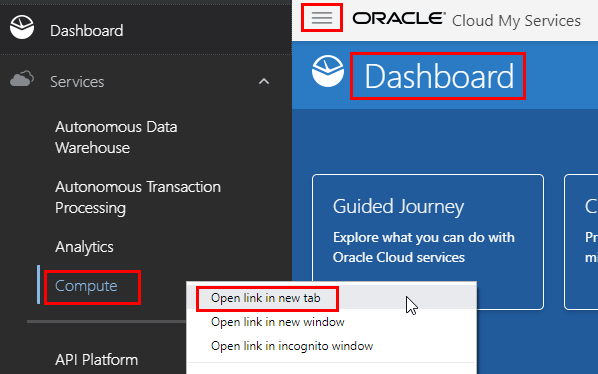 Dashboard
Services
Autonomous Data
Warehouse
Autonomous Transaction
Processing
Analytics
Compute
API Platform
ORACLE Cloud My Services
Dashboard
Guided Journey
Explore what you can do with
Oracle Cloud services
C
Pr
mi
Open link in new tab
Open link in new window
Open link in incognito window